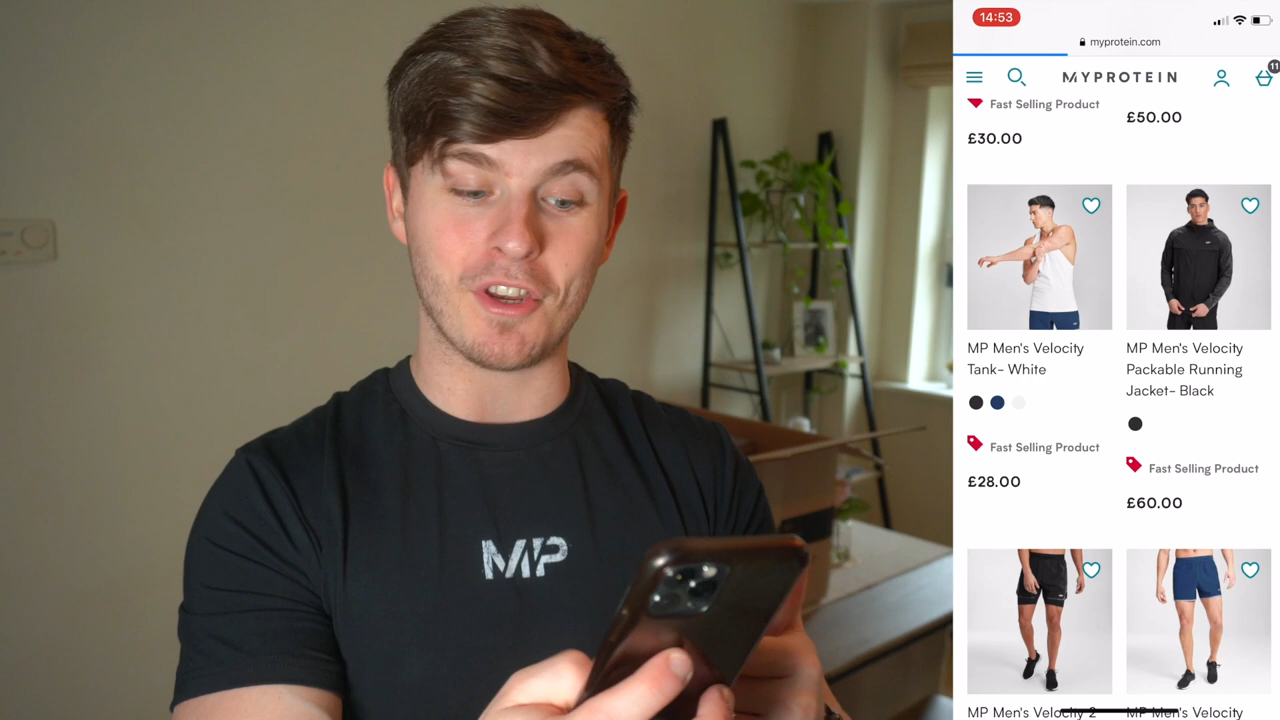 14:53
myprotein.com
MYPROTEIN
11
Fast Selling Product
£30.00
£50.00
MP Men's Velocity
Tank- White
Fast Selling Product
£28.00
MP Men's Velocity
Packable Running
Jacket- Black
Fast Selling Product
£60.00
MP Men's Velocity 2
MP Men's Velocity
MP